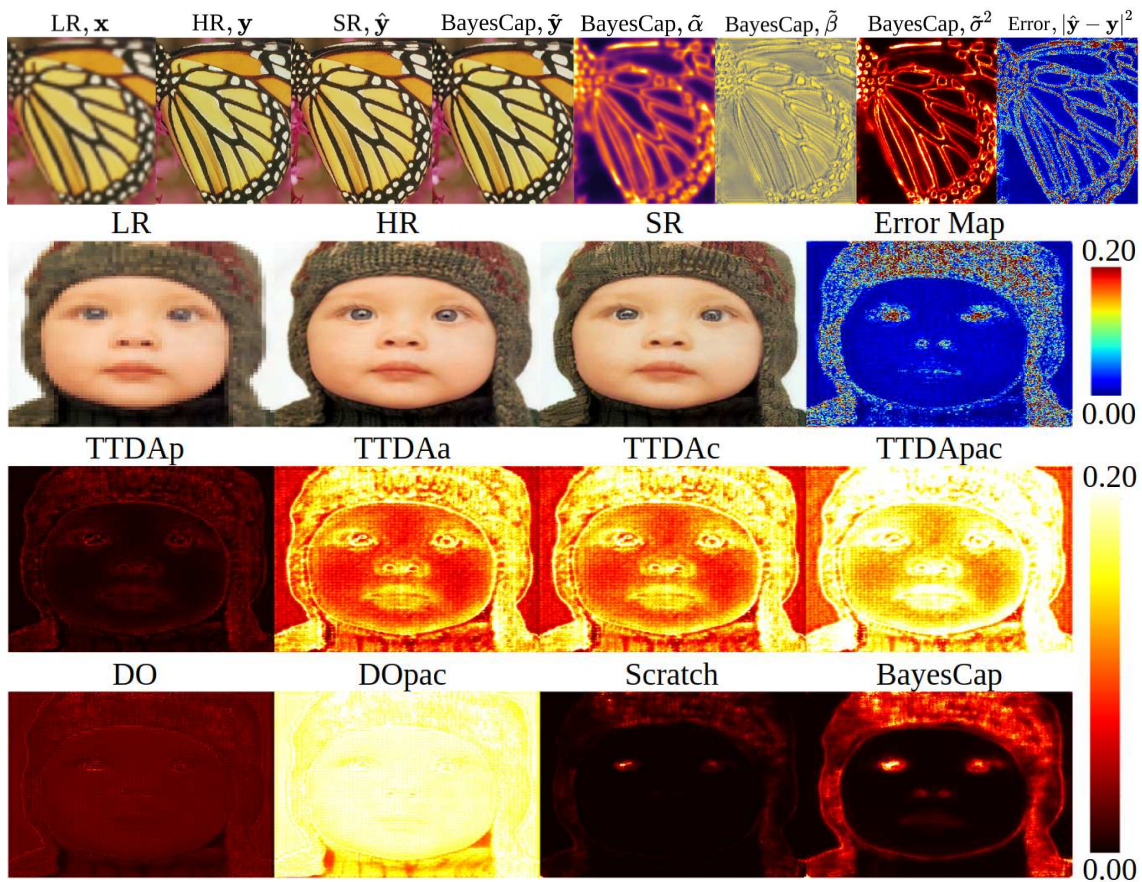 LR, x HR, y SR, ŷ BayesCap, ỹ BayesCap, α̃ BayesCap, β̃ BayesCap, σ̃² Error, |ŷ − y|²
LR HR SR Error Map
0.20
0.00
TTDAp TTDAa TTDAc TTDApac
0.20
DO DOpac Scratch BayesCap
0.00